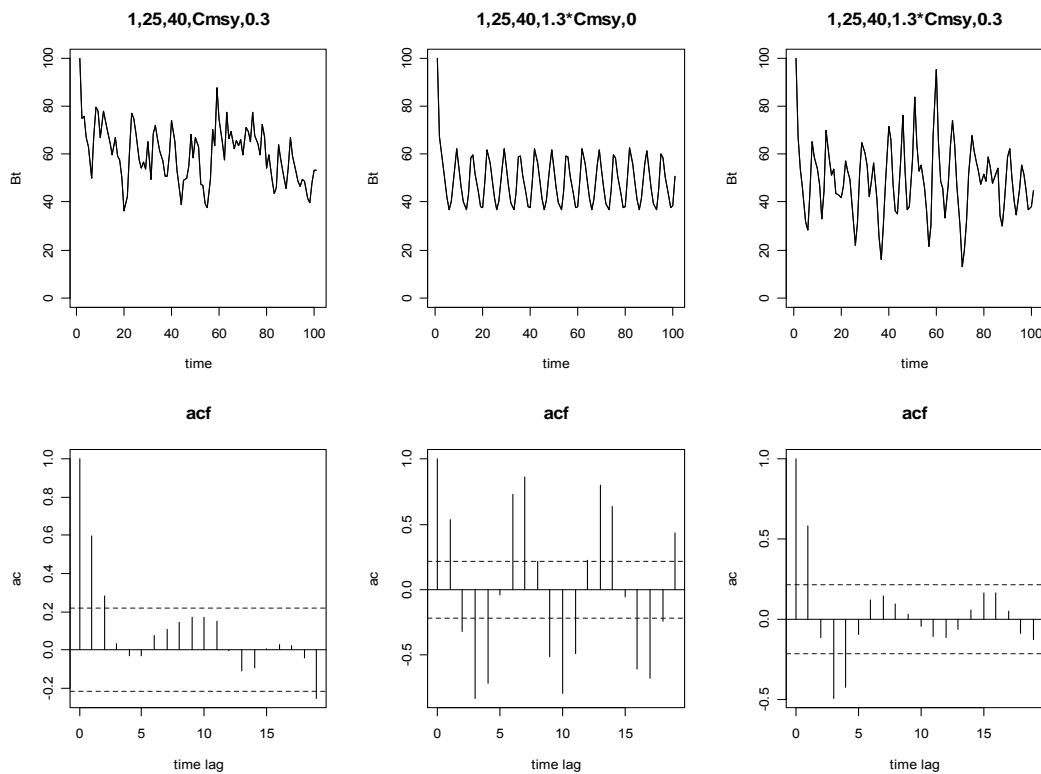 1,25,40,Cmsy,0.3
1,25,40,1.3*Cmsy,0
1,25,40,1.3*Cmsy,0.3
Bt
100
80
60
40
20
0
0 20 40 60 80 100
time
Bt
100
80
60
40
20
0
0 20 40 60 80 100
time
Bt
100
80
60
40
20
0
0 20 40 60 80 100
time
acf
acf
acf
ac
1.0
0.8
0.6
0.4
0.2
0.0
-0.2
0 5 10 15
time lag
ac
1.0
0.5
0.0
-0.5
0 5 10 15
time lag
ac
1.0
0.5
0.0
-0.5
0 5 10 15
time lag